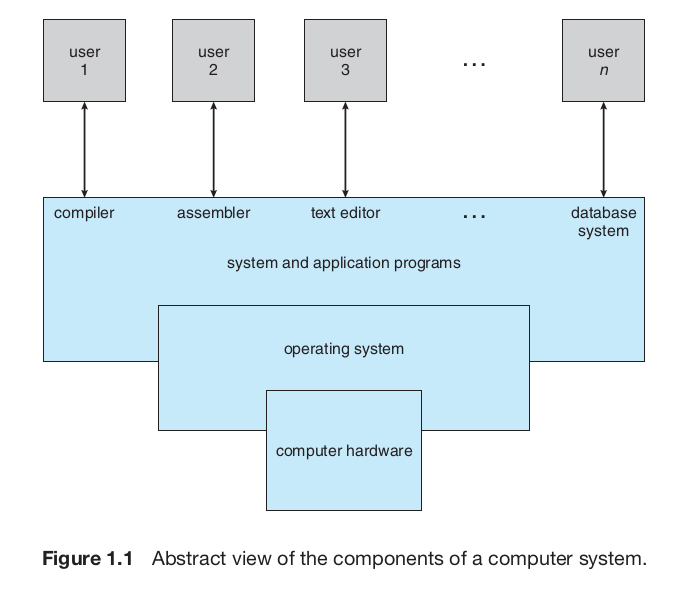 user
1
user
2
user
3
...
user
n
compiler
assembler
text editor
...
database
system
system and application programs
operating system
computer hardware
Figure 1.1 Abstract view of the components of a computer system.